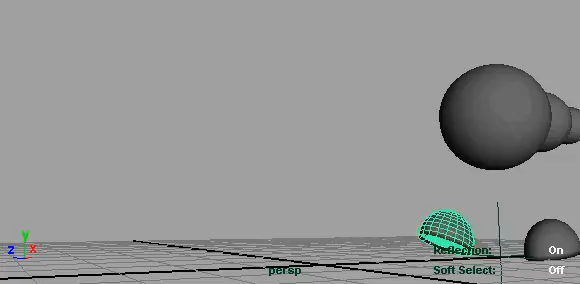 y
z x
Reflection: On
persp
Soft Select: Off